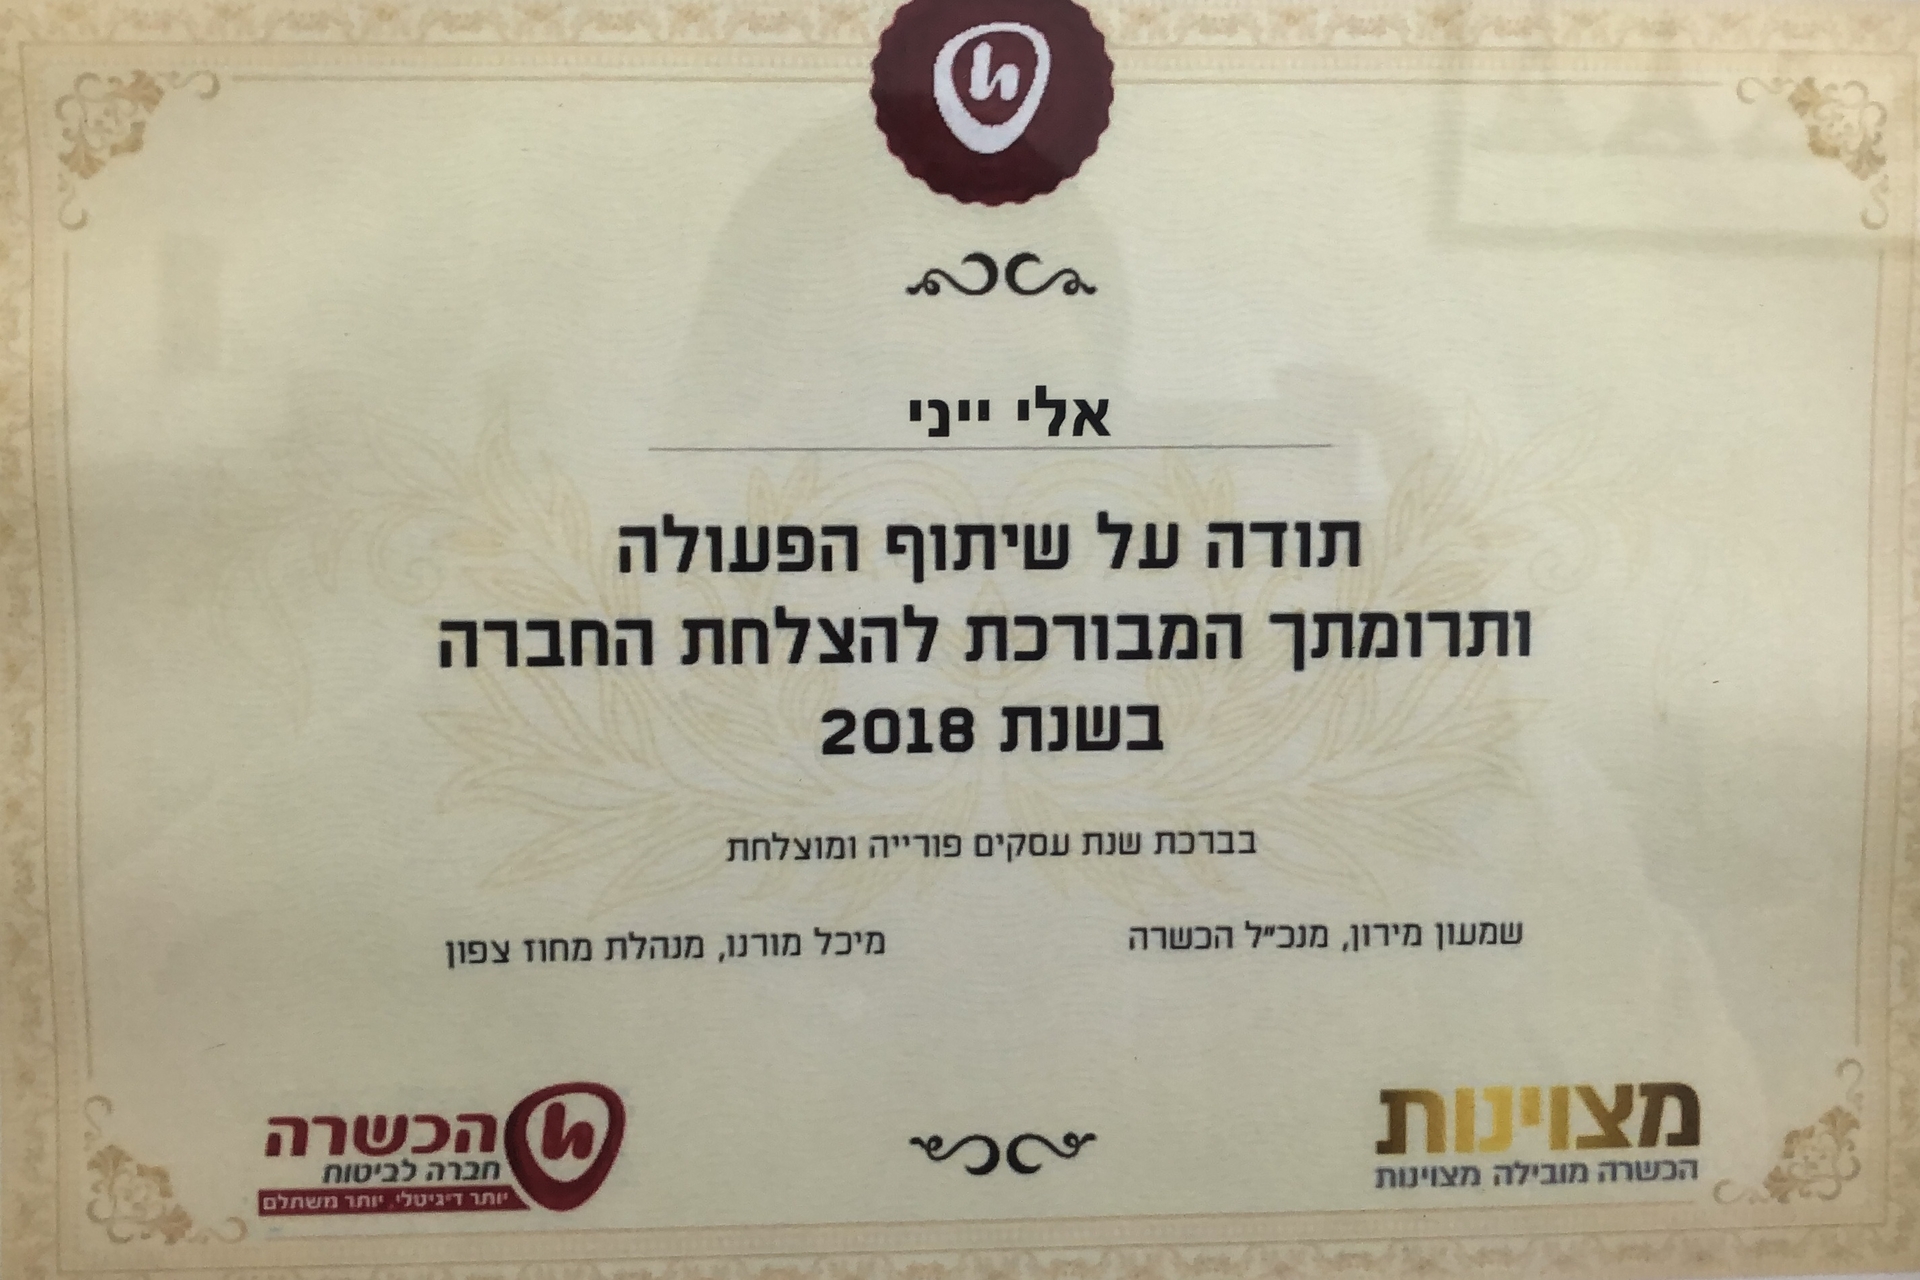 אלי ייני
תודה על שיתוף הפעולה
ותרומתך המבורכת להצלחת החברה
בשנת 2018
בברכת שנת עסקים פורייה ומוצלחת
שמעון מירון, מנכ״ל הכשרה
מיכל מורנו, מנהלת מחוז צפון
מצוינות
הכשרה מובילה מצוינות
הכשרה
חברה לביטוח
יותר דיגיטלי, יותר משתלם